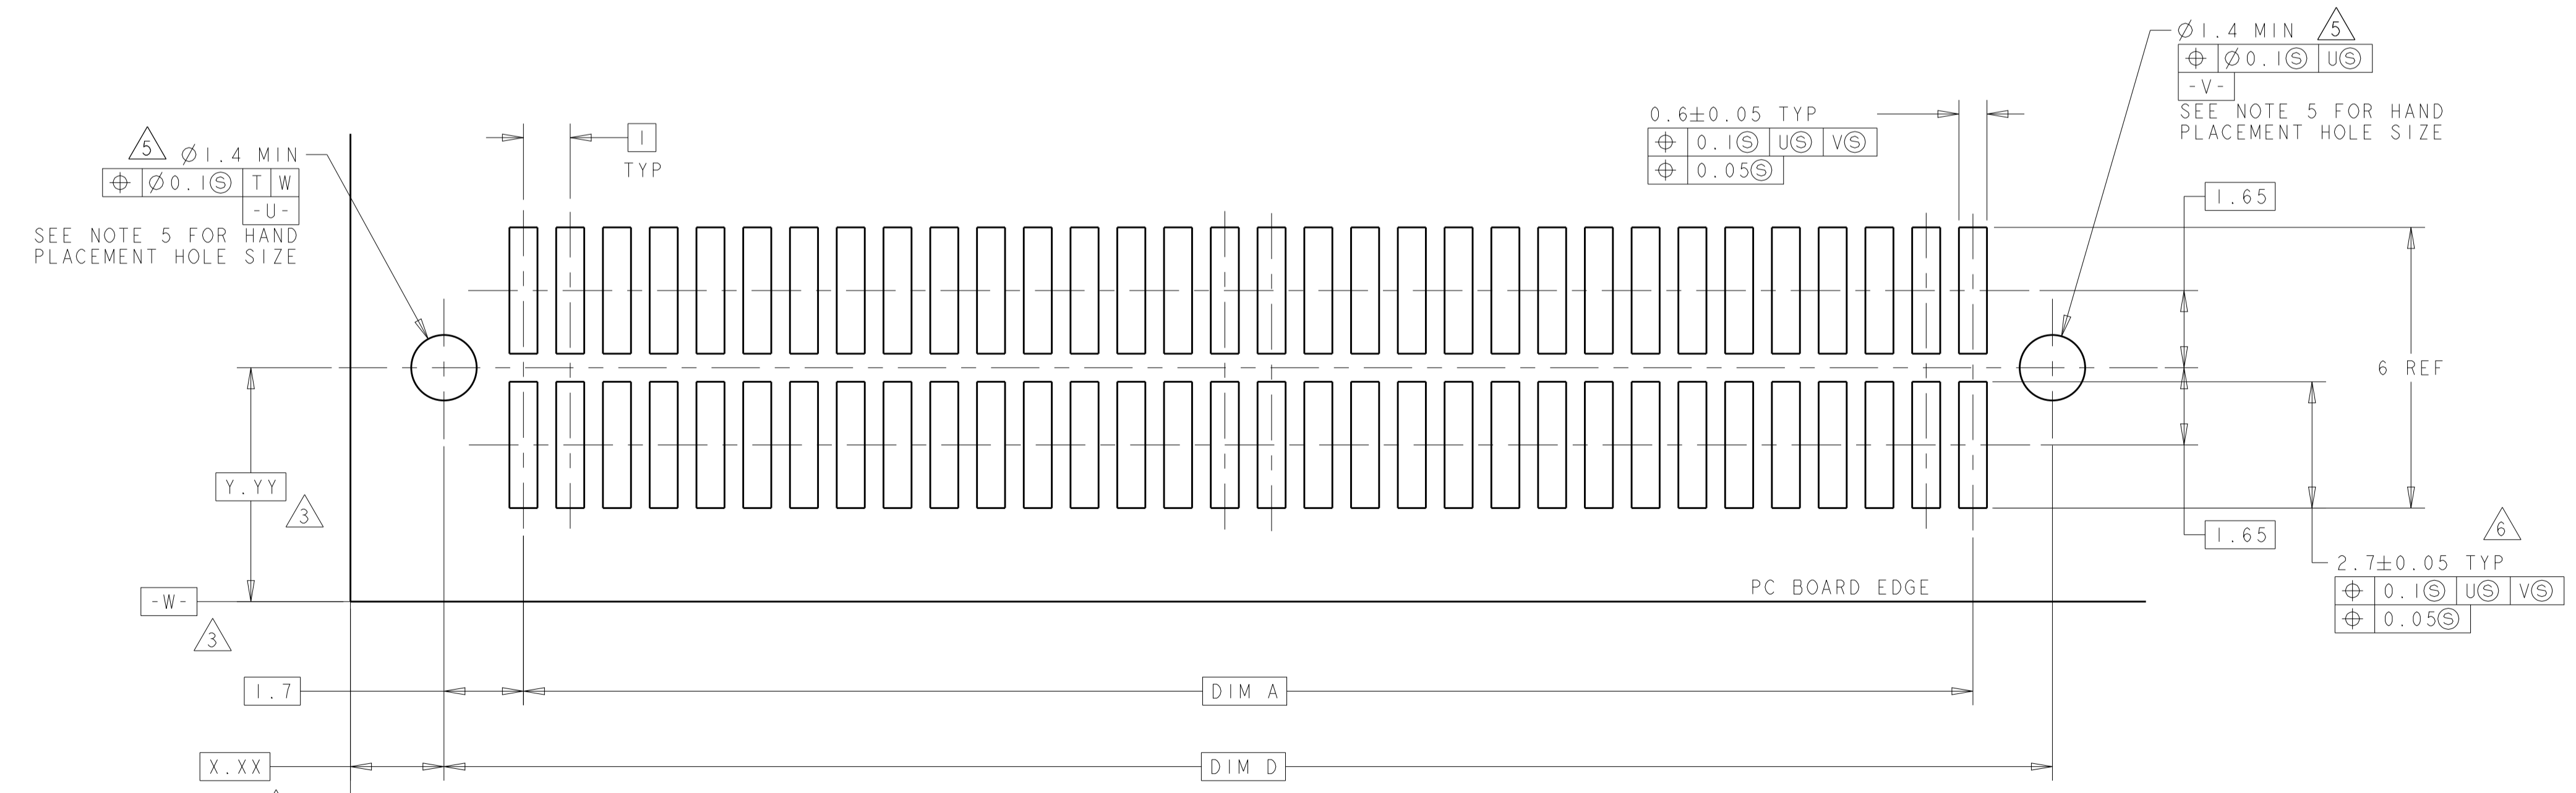 Ø1.4 MIN 5
⌖ Ø0.1Ⓢ UⓈ
-V-
SEE NOTE 5 FOR HAND
PLACEMENT HOLE SIZE
0.6±0.05 TYP
⌖ 0.1Ⓢ UⓈ VⓈ
⌖ 0.05Ⓢ
1
TYP
5 Ø1.4 MIN
⌖ Ø0.1Ⓢ T W
-U-
SEE NOTE 5 FOR HAND
PLACEMENT HOLE SIZE
1.65
6 REF
Y.YY
3
1.65
6
2.7±0.05 TYP
⌖ 0.1Ⓢ UⓈ VⓈ
⌖ 0.05Ⓢ
PC BOARD EDGE
-W-
3
1.7
DIM A
X.XX
DIM D